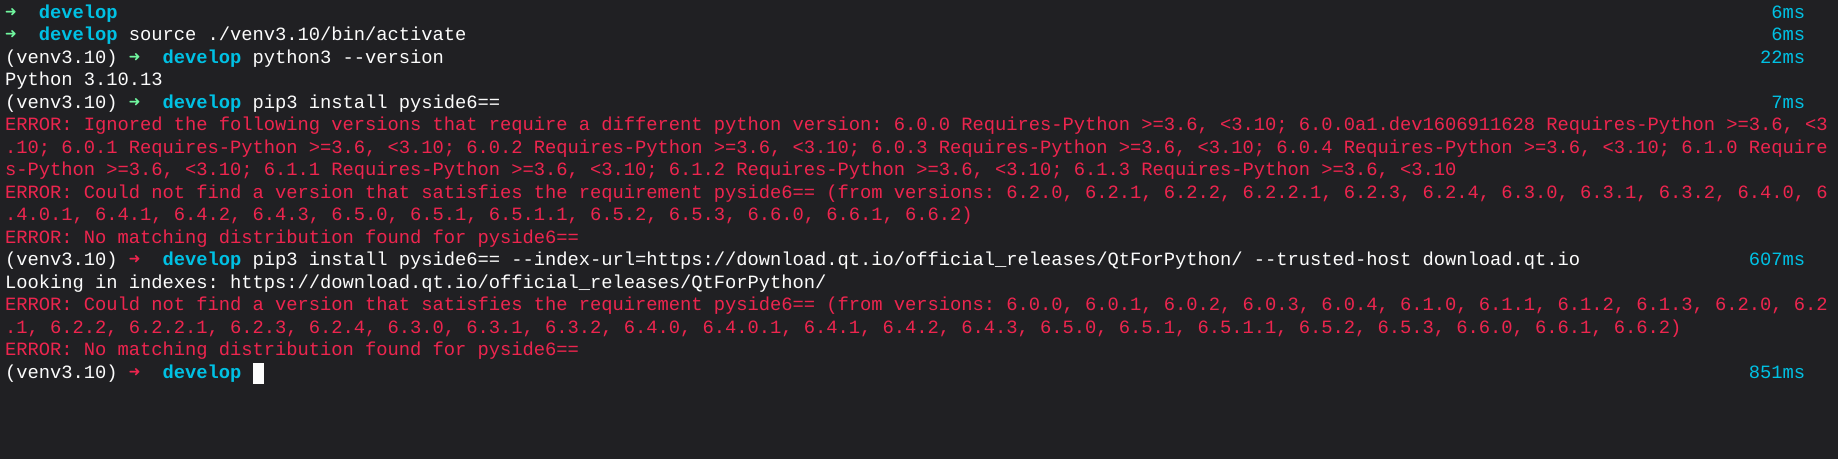 ➜  develop 6ms
➜  develop source ./venv3.10/bin/activate 6ms
(venv3.10) ➜  develop python3 --version 22ms
Python 3.10.13
(venv3.10) ➜  develop pip3 install pyside6== 7ms
ERROR: Ignored the following versions that require a different python version: 6.0.0 Requires-Python >=3.6, <3.10; 6.0.0a1.dev1606911628 Requires-Python >=3.6, <3
.10; 6.0.1 Requires-Python >=3.6, <3.10; 6.0.2 Requires-Python >=3.6, <3.10; 6.0.3 Requires-Python >=3.6, <3.10; 6.0.4 Requires-Python >=3.6, <3.10; 6.1.0 Require
s-Python >=3.6, <3.10; 6.1.1 Requires-Python >=3.6, <3.10; 6.1.2 Requires-Python >=3.6, <3.10; 6.1.3 Requires-Python >=3.6, <3.10
ERROR: Could not find a version that satisfies the requirement pyside6== (from versions: 6.2.0, 6.2.1, 6.2.2, 6.2.2.1, 6.2.3, 6.2.4, 6.3.0, 6.3.1, 6.3.2, 6.4.0, 6
.4.0.1, 6.4.1, 6.4.2, 6.4.3, 6.5.0, 6.5.1, 6.5.1.1, 6.5.2, 6.5.3, 6.6.0, 6.6.1, 6.6.2)
ERROR: No matching distribution found for pyside6==
(venv3.10) ➜  develop pip3 install pyside6== --index-url=https://download.qt.io/official_releases/QtForPython/ --trusted-host download.qt.io 607ms
Looking in indexes: https://download.qt.io/official_releases/QtForPython/
ERROR: Could not find a version that satisfies the requirement pyside6== (from versions: 6.0.0, 6.0.1, 6.0.2, 6.0.3, 6.0.4, 6.1.0, 6.1.1, 6.1.2, 6.1.3, 6.2.0, 6.2
.1, 6.2.2, 6.2.2.1, 6.2.3, 6.2.4, 6.3.0, 6.3.1, 6.3.2, 6.4.0, 6.4.0.1, 6.4.1, 6.4.2, 6.4.3, 6.5.0, 6.5.1, 6.5.1.1, 6.5.2, 6.5.3, 6.6.0, 6.6.1, 6.6.2)
ERROR: No matching distribution found for pyside6==
(venv3.10) ➜  develop 851ms